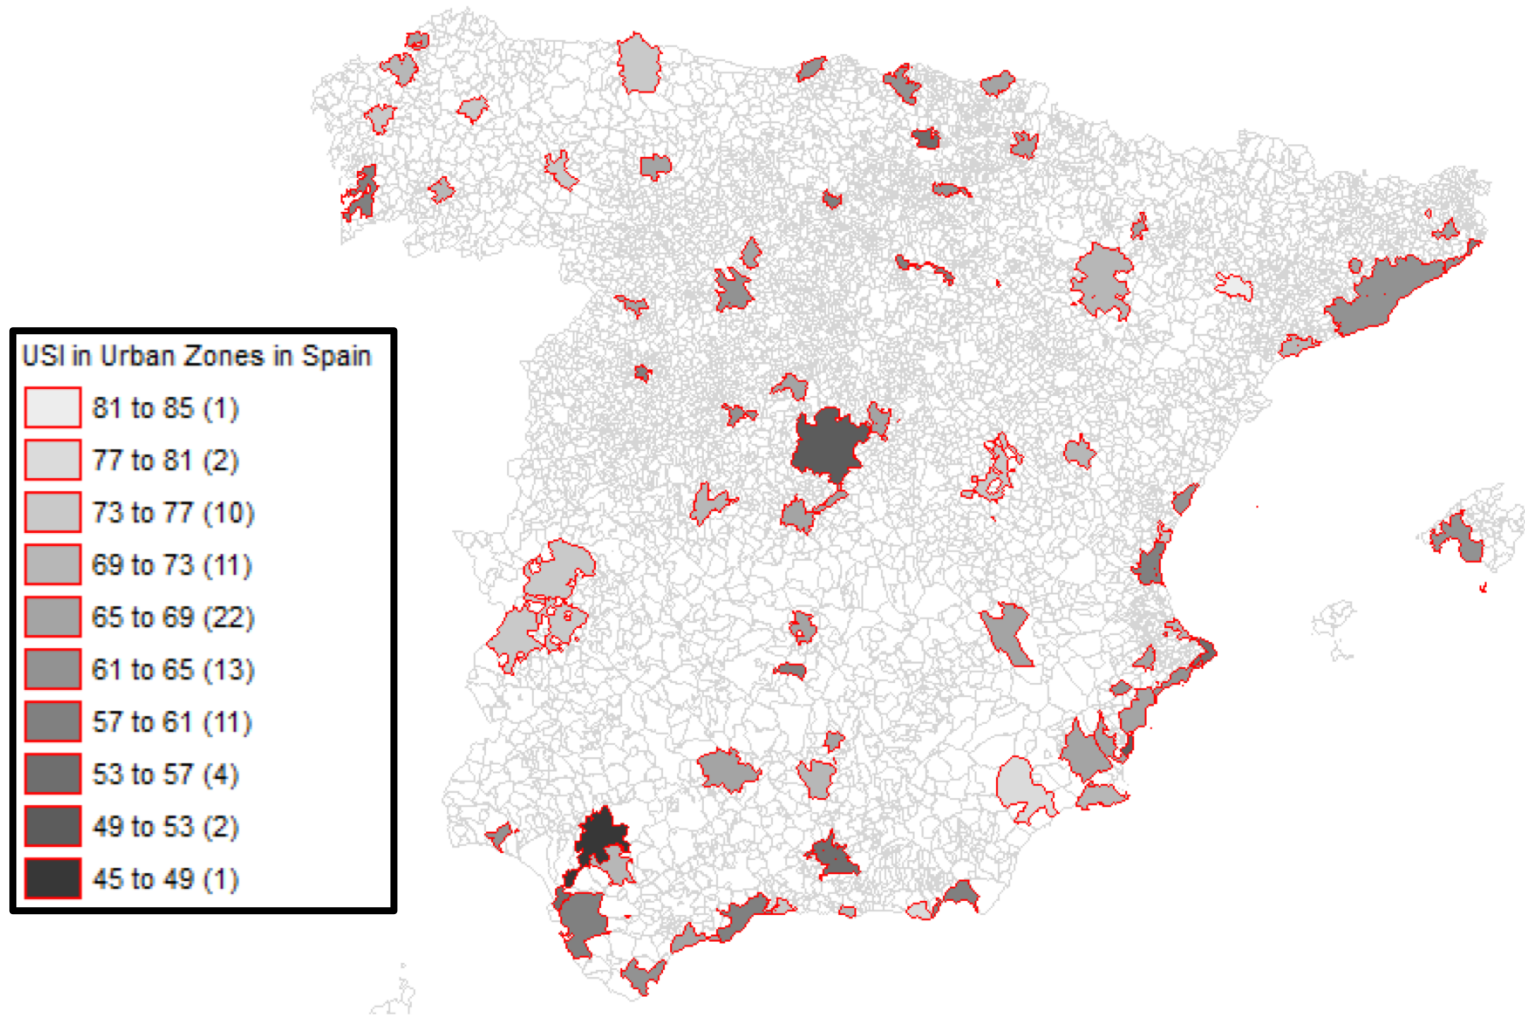 USI in Urban Zones in Spain
81 to 85 (1)
77 to 81 (2)
73 to 77 (10)
69 to 73 (11)
65 to 69 (22)
61 to 65 (13)
57 to 61 (11)
53 to 57 (4)
49 to 53 (2)
45 to 49 (1)